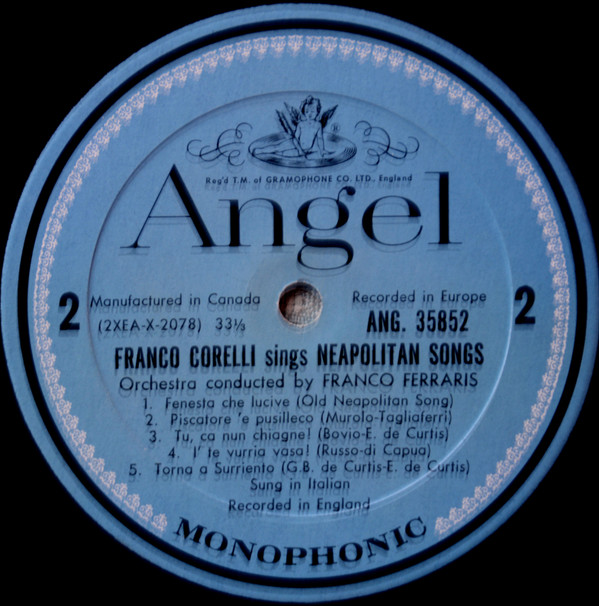 ®
Reg'd T.M. of GRAMOPHONE CO. LTD., England
Angel
2
2
Manufactured in Canada
Recorded in Europe
(2XEA-X-2078) 33⅓
ANG. 35852
FRANCO CORELLI sings NEAPOLITAN SONGS
Orchestra conducted by FRANCO FERRARIS
1. Fenesta che lucive (Old Neapolitan Song)
2. Piscatore 'e pusilleco (Murolo-Tagliaferri)
3. Tu, ca nun chiagne! (Bovio-E. de Curtis)
4. I' te vurria vasa! (Russo-di Capua)
5. Torna a Surriento (G.B. de Curtis-E. de Curtis)
Sung in Italian
Recorded in England
MONOPHONIC